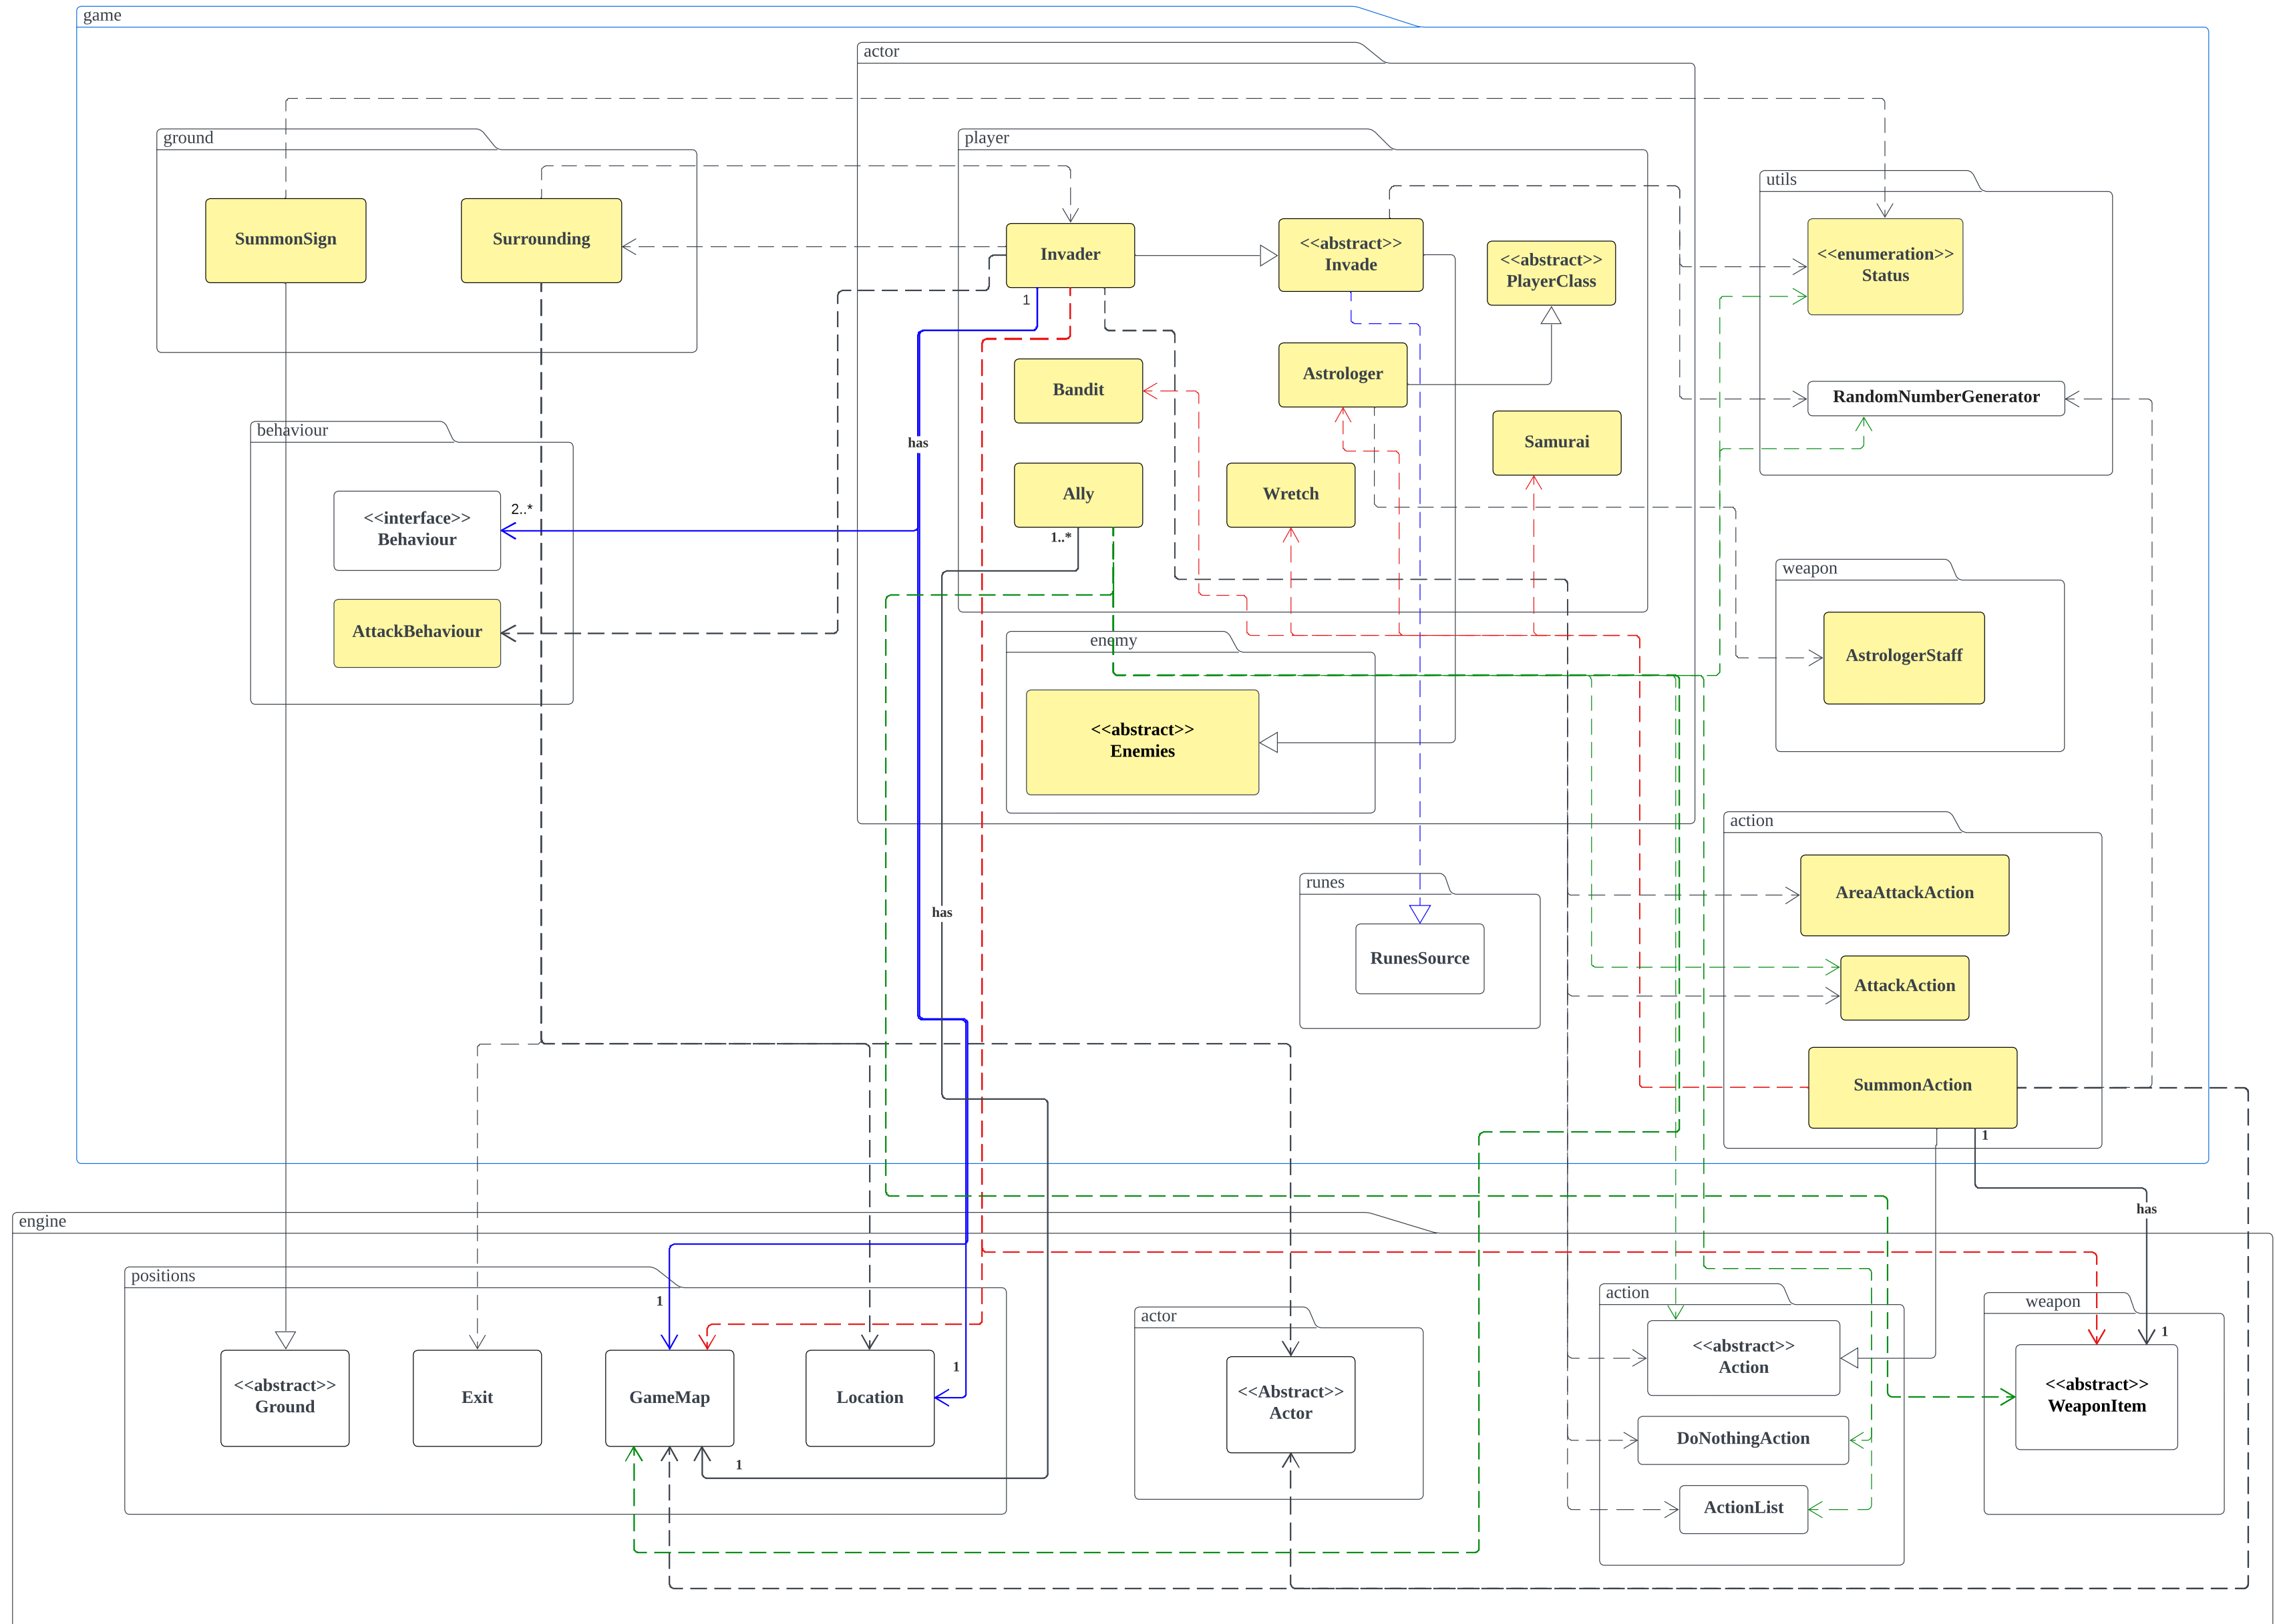 game
actor
ground
player
utils
SummonSign
Surrounding
Invader
<<abstract>>
Invade
<<abstract>>
PlayerClass
<<enumeration>>
Status
1
Bandit
Astrologer
RandomNumberGenerator
behaviour
has
Samurai
Ally
Wretch
2..*
<<interface>>
Behaviour
1..*
weapon
AttackBehaviour
enemy
AstrologerStaff
<<abstract>>
Enemies
action
runes
AreaAttackAction
has
RunesSource
AttackAction
SummonAction
1
has
engine
positions
1
actor
action
weapon
1
1
<<abstract>>
Ground
Exit
GameMap
Location
<<Abstract>>
Actor
<<abstract>>
Action
<<abstract>>
WeaponItem
DoNothingAction
1
ActionList